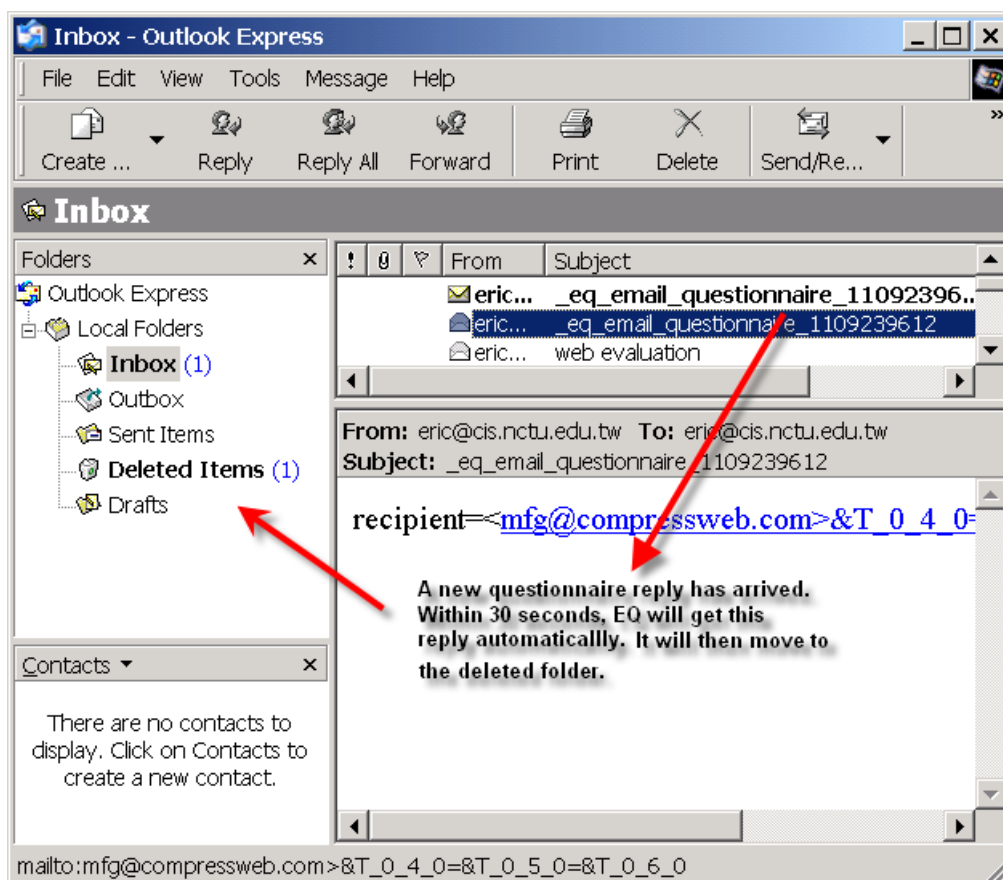 Inbox - Outlook Express
File Edit View Tools Message Help
Create ... Reply Reply All Forward Print Delete Send/Re... »
Inbox
Folders ×
Outlook Express
Local Folders
Inbox (1)
Outbox
Sent Items
Deleted Items (1)
Drafts
! From Subject
eric... _eq_email_questionnaire_11092396..
eric... _eq_email_questionnaire_1109239612
eric... web evaluation
From: eric@cis.nctu.edu.tw To: eric@cis.nctu.edu.tw
Subject: _eq_email_questionnaire_1109239612
recipient=<mfg@compressweb.com>&T_0_4_0=
A new questionnaire reply has arrived.
Within 30 seconds, EQ will get this
reply automaticallly. It will then move to
the deleted folder.
Contacts ×
There are no contacts to
display. Click on Contacts to
create a new contact.
mailto:mfg@compressweb.com>&T_0_4_0=&T_0_5_0=&T_0_6_0